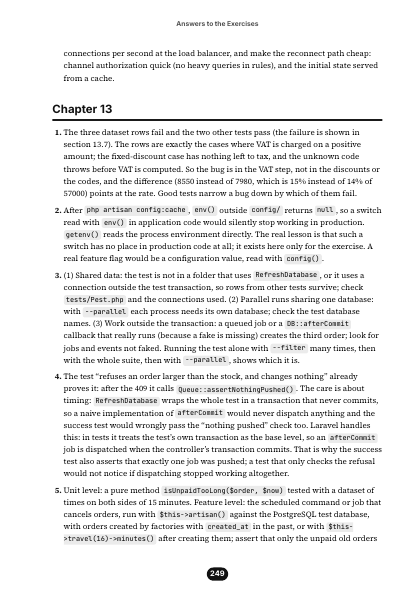 Answers to the Exercises
connections per second at the load balancer, and make the reconnect path cheap:
channel authorization quick (no heavy queries in rules), and the initial state served
from a cache.
Chapter 13
1. The three dataset rows fail and the two other tests pass (the failure is shown in
section 13.7). The rows are exactly the cases where VAT is charged on a positive
amount; the fixed-discount case has nothing left to tax, and the unknown code
throws before VAT is computed. So the bug is in the VAT step, not in the discounts or
the codes, and the difference (8550 instead of 7980, which is 15% instead of 14% of
57000) points at the rate. Good tests narrow a bug down by which of them fail.
2. After php artisan config:cache, env() outside config/ returns null, so a switch
read with env() in application code would silently stop working in production.
getenv() reads the process environment directly. The real lesson is that such a
switch has no place in production code at all; it exists here only for the exercise. A
real feature flag would be a configuration value, read with config().
3. (1) Shared data: the test is not in a folder that uses RefreshDatabase, or it uses a
connection outside the test transaction, so rows from other tests survive; check
tests/Pest.php and the connections used. (2) Parallel runs sharing one database:
with --parallel each process needs its own database; check the test database
names. (3) Work outside the transaction: a queued job or a DB::afterCommit
callback that really runs (because a fake is missing) creates the third order; look for
jobs and events not faked. Running the test alone with --filter many times, then
with the whole suite, then with --parallel, shows which it is.
4. The test “refuses an order larger than the stock, and changes nothing” already
proves it: after the 409 it calls Queue::assertNothingPushed(). The care is about
timing: RefreshDatabase wraps the whole test in a transaction that never commits,
so a naive implementation of afterCommit would never dispatch anything and the
success test would wrongly pass the “nothing pushed” check too. Laravel handles
this: in tests it treats the test’s own transaction as the base level, so an afterCommit
job is dispatched when the controller’s transaction commits. That is why the success
test also asserts that exactly one job was pushed; a test that only checks the refusal
would not notice if dispatching stopped working altogether.
5. Unit level: a pure method isUnpaidTooLong($order, $now) tested with a dataset of
times on both sides of 15 minutes. Feature level: the scheduled command or job that
cancels orders, run with $this->artisan() against the PostgreSQL test database,
with orders created by factories with created_at in the past, or with $this-
>travel(16)->minutes() after creating them; assert that only the unpaid old orders
249